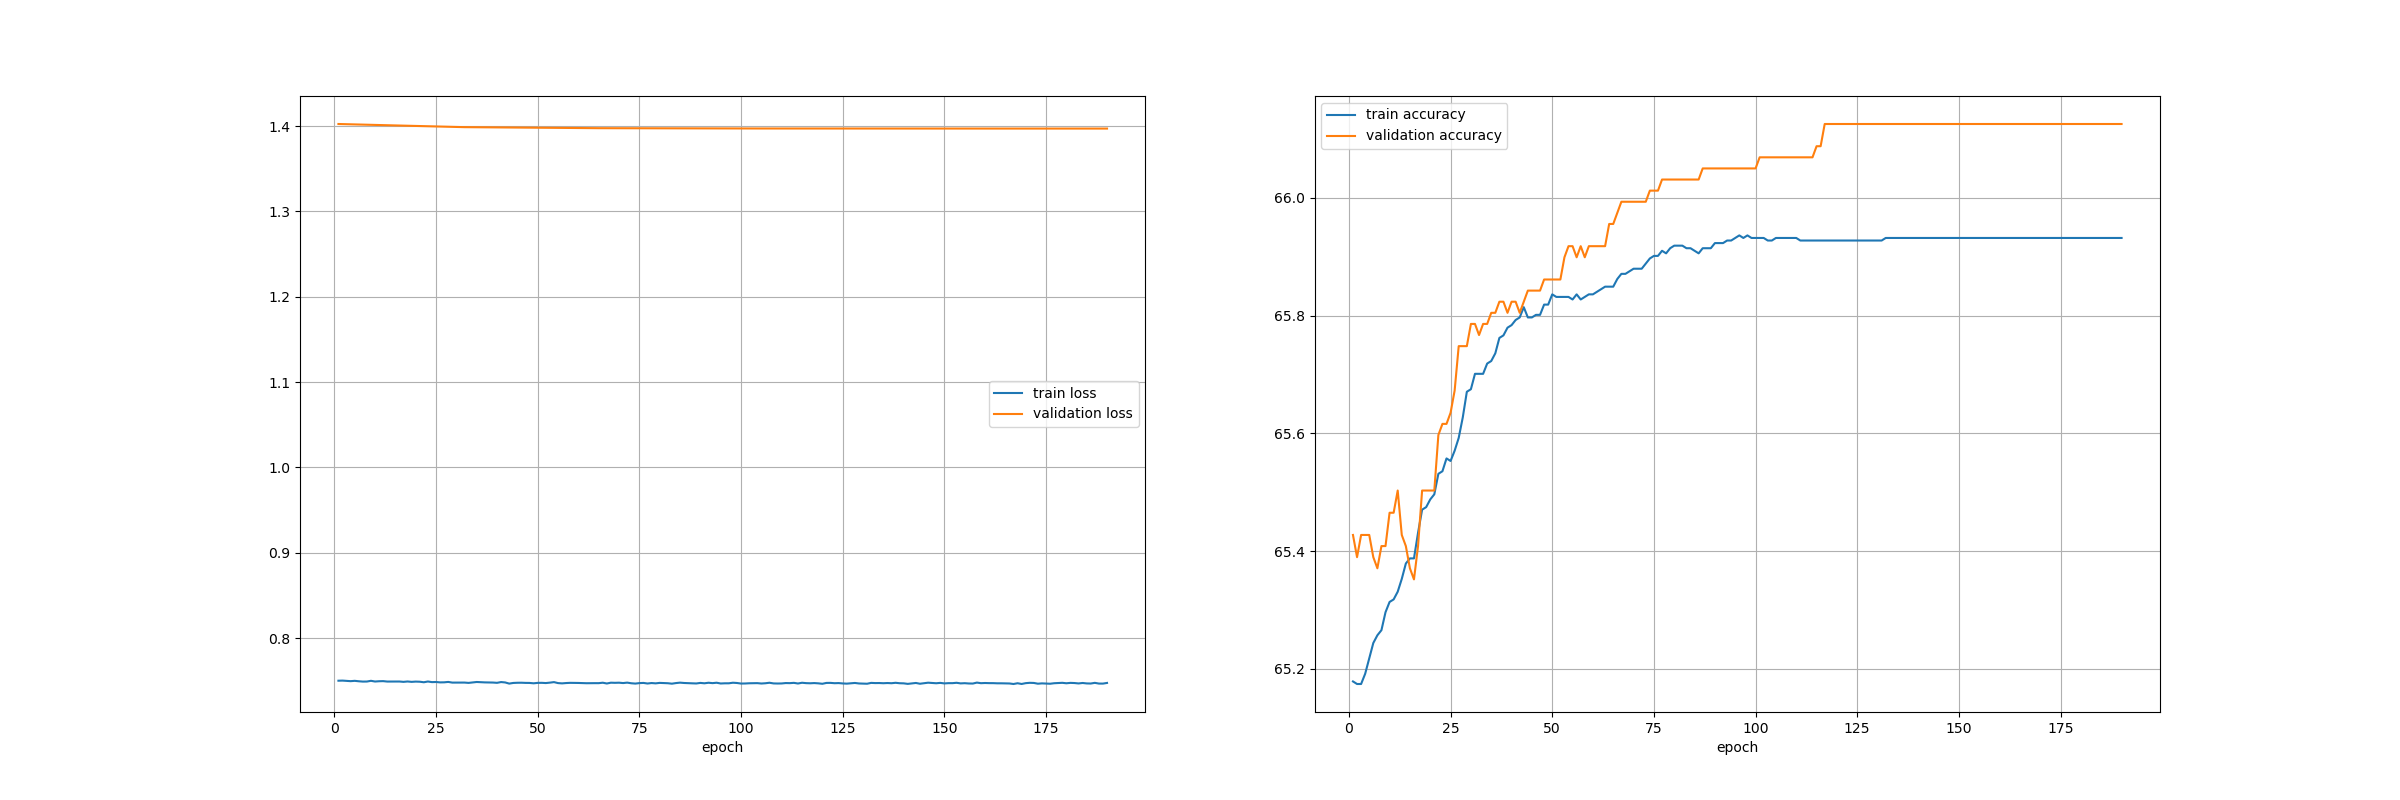 1.4
1.3
1.2
1.1
1.0
0.9
0.8
0 25 50 75 100 125 150 175
epoch
train loss
validation loss
train accuracy
validation accuracy
66.0
65.8
65.6
65.4
65.2
0 25 50 75 100 125 150 175
epoch